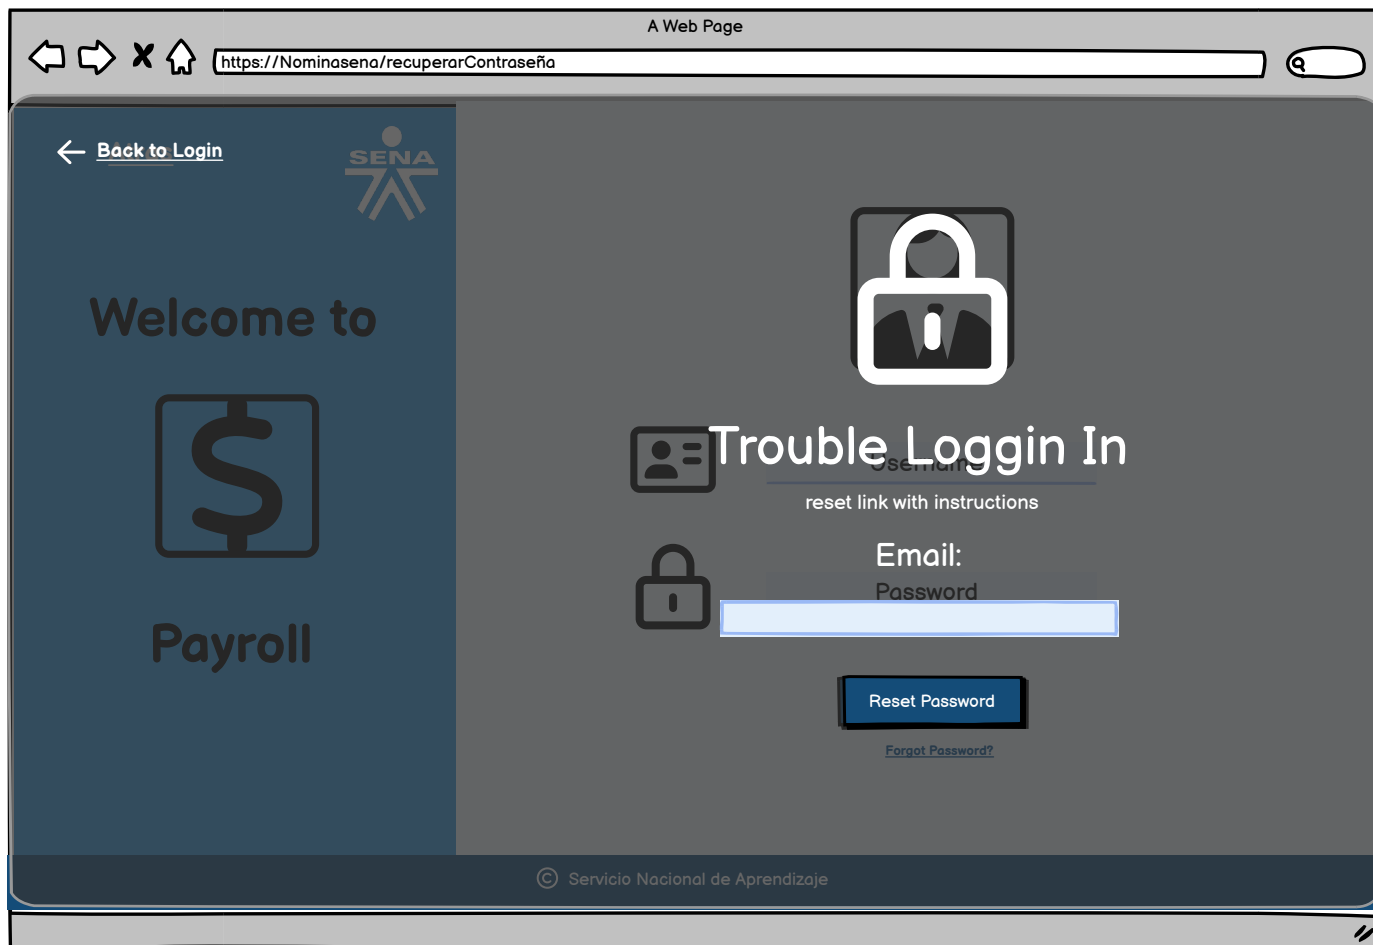 A Web Page
https://Nominasena/recuperarContraseña
Back to Login
SENA
Welcome to
Payroll
Trouble Loggin In
Username
reset link with instructions
Email:
Password
Reset Password
Forgot Password?
© Servicio Nacional de Aprendizaje